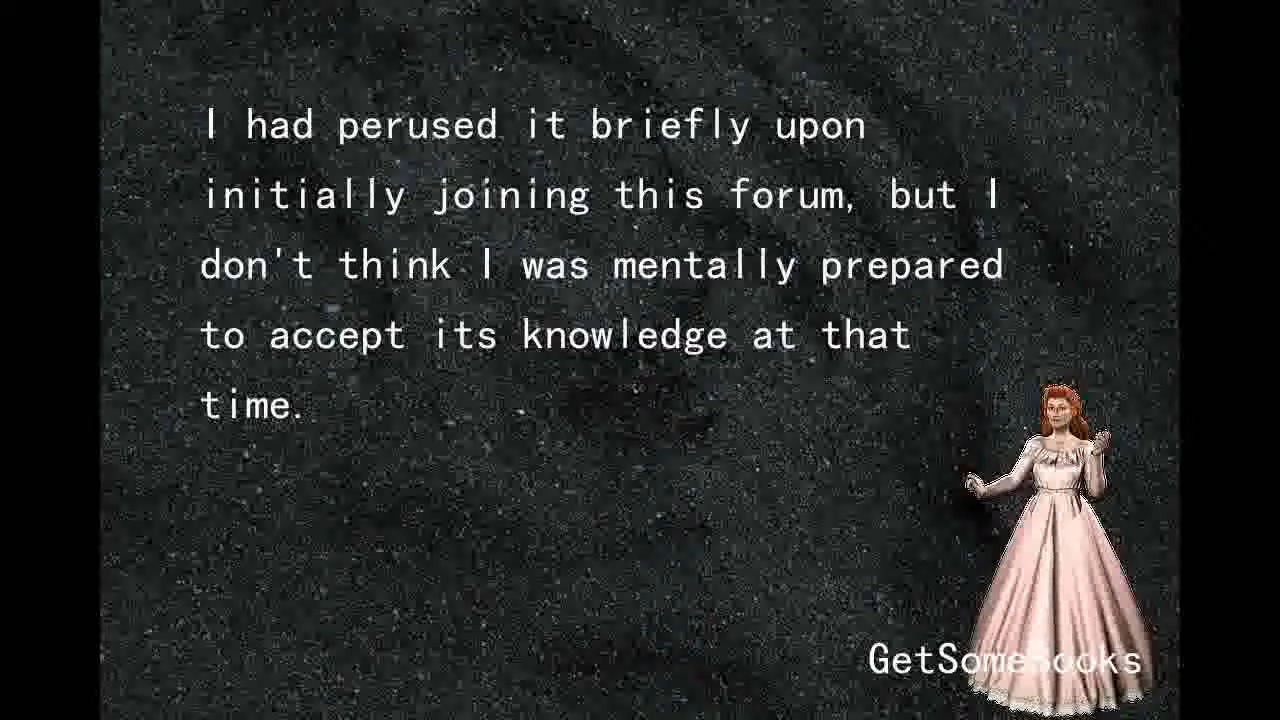 I had perused it briefly upon
initially joining this forum, but I
don't think I was mentally prepared
to accept its knowledge at that
time.
GetSomeBooks